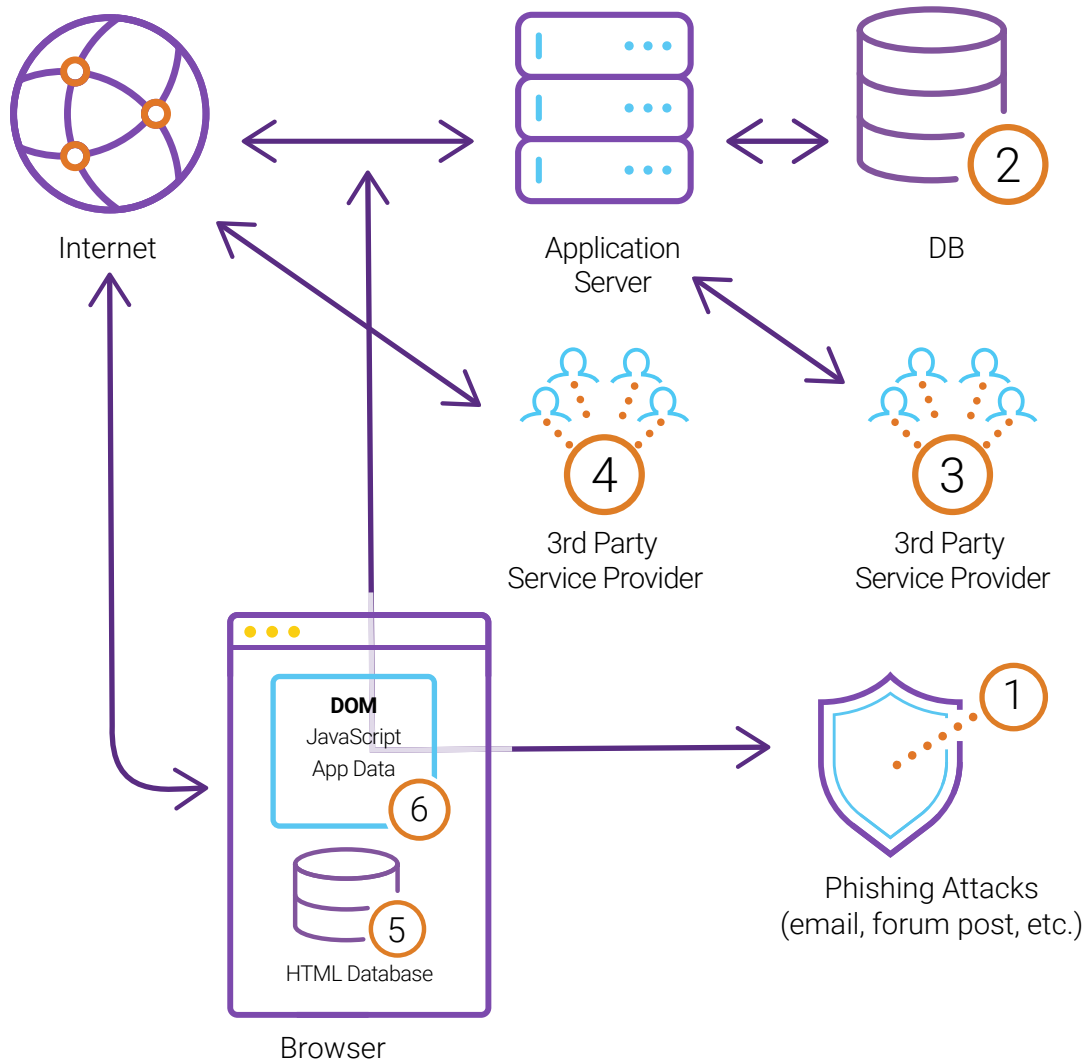 2
Internet
Application
Server
DB
4
3
3rd Party
Service Provider
3rd Party
Service Provider
DOM
JavaScript
App Data
6
1
5
HTML Database
Phishing Attacks
(email, forum post, etc.)
Browser